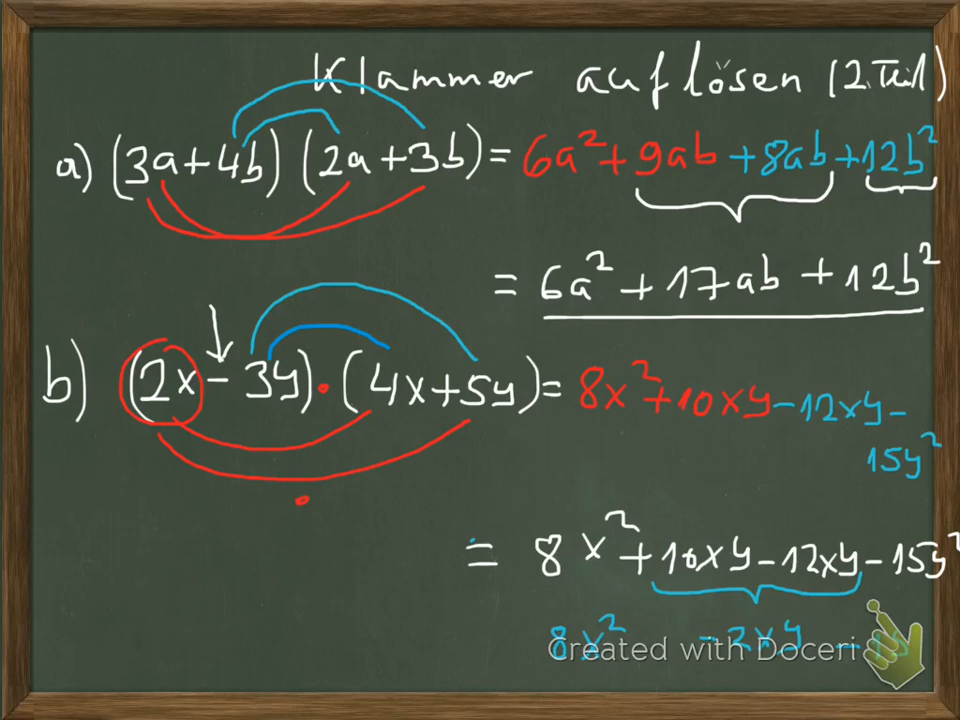 Klammer auflösen (2.Teil)
a) (3a+4b) (2a+3b) = 6a²+9ab+8ab+12b²
= 6a²+17ab+12b²
b) (2x-3y)·(4x+5y) = 8x²+10xy-12xy-
15y²
= 8x²+10xy-12xy-15y²
8x² -2xy -15
Created with Doceri